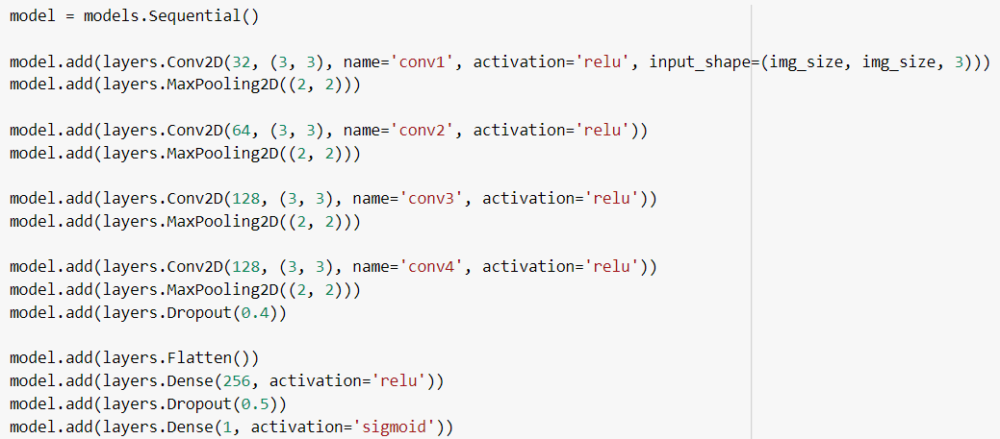 model = models.Sequential()
model.add(layers.Conv2D(32, (3, 3), name='conv1', activation='relu', input_shape=(img_size, img_size, 3)))
model.add(layers.MaxPooling2D((2, 2)))
model.add(layers.Conv2D(64, (3, 3), name='conv2', activation='relu'))
model.add(layers.MaxPooling2D((2, 2)))
model.add(layers.Conv2D(128, (3, 3), name='conv3', activation='relu'))
model.add(layers.MaxPooling2D((2, 2)))
model.add(layers.Conv2D(128, (3, 3), name='conv4', activation='relu'))
model.add(layers.MaxPooling2D((2, 2)))
model.add(layers.Dropout(0.4))
model.add(layers.Flatten())
model.add(layers.Dense(256, activation='relu'))
model.add(layers.Dropout(0.5))
model.add(layers.Dense(1, activation='sigmoid'))